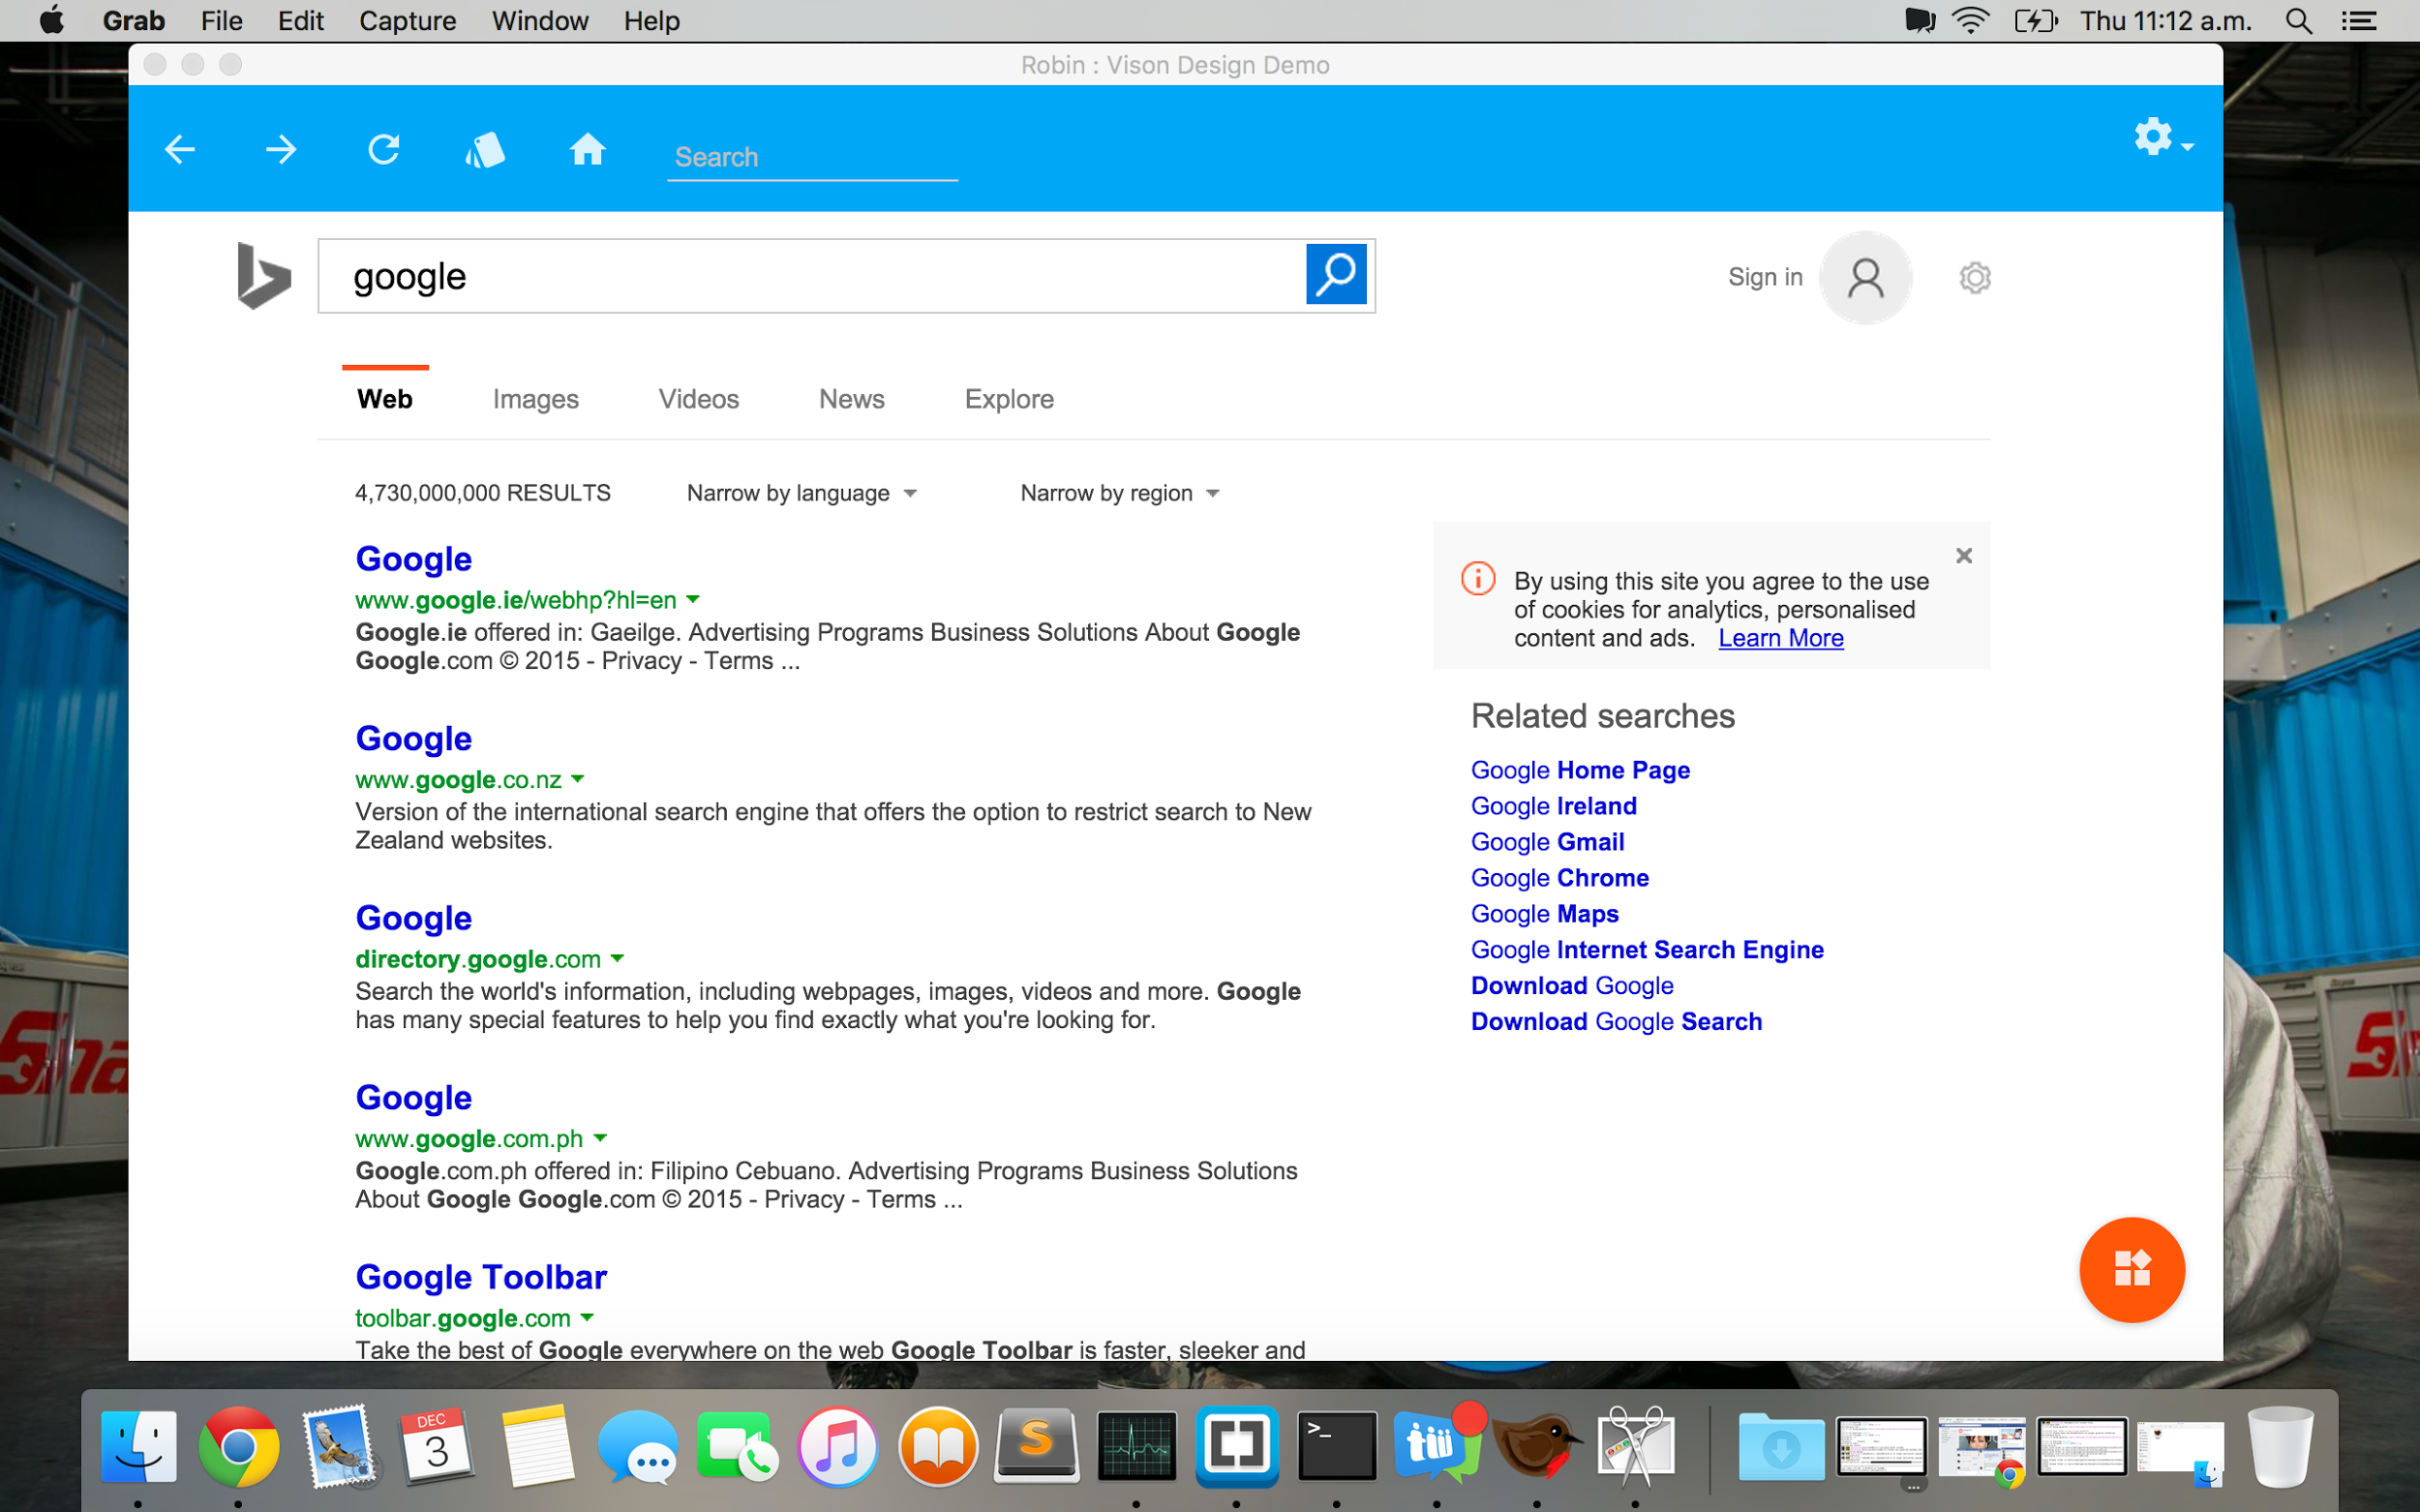 Grab File Edit Capture Window Help Thu 11:12 a.m.
Robin : Vison Design Demo
Search
google
Sign in
Web Images Videos News Explore
4,730,000,000 RESULTS Narrow by language Narrow by region
Google
www.google.ie/webhp?hl=en
Google.ie offered in: Gaeilge. Advertising Programs Business Solutions About Google
Google.com © 2015 - Privacy - Terms ...
Google
www.google.co.nz
Version of the international search engine that offers the option to restrict search to New
Zealand websites.
Google
directory.google.com
Search the world's information, including webpages, images, videos and more. Google
has many special features to help you find exactly what you're looking for.
Google
www.google.com.ph
Google.com.ph offered in: Filipino Cebuano. Advertising Programs Business Solutions
About Google Google.com © 2015 - Privacy - Terms ...
Google Toolbar
toolbar.google.com
Take the best of Google everywhere on the web Google Toolbar is faster, sleeker and
By using this site you agree to the use
of cookies for analytics, personalised
content and ads. Learn More
Related searches
Google Home Page
Google Ireland
Google Gmail
Google Chrome
Google Maps
Google Internet Search Engine
Download Google
Download Google Search
DEC
3